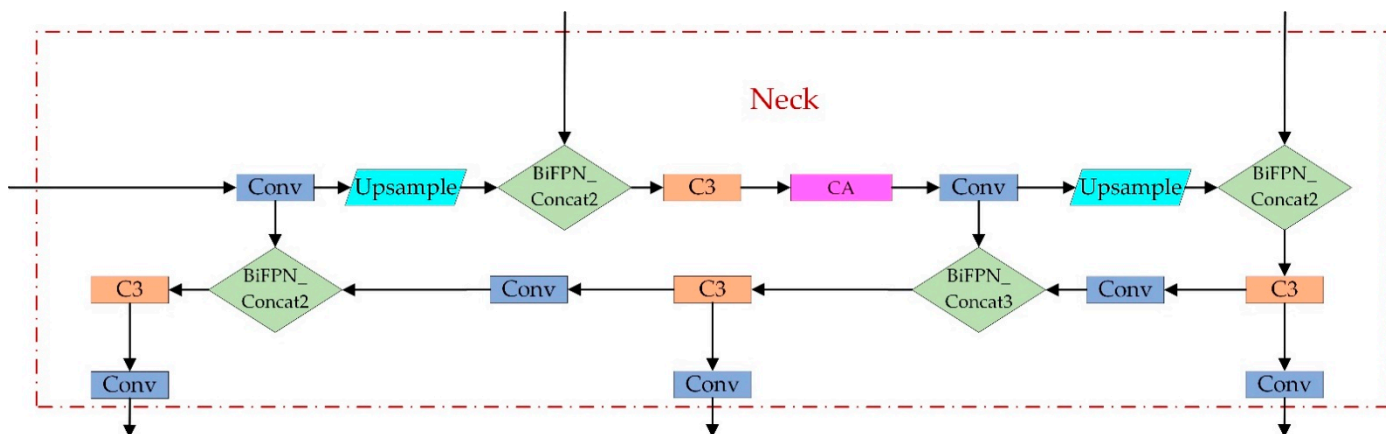 Neck
Conv
Upsample
BiFPN_
Concat2
C3
CA
Conv
Upsample
BiFPN_
Concat2
C3
BiFPN_
Concat2
Conv
C3
BiFPN_
Concat3
Conv
C3
Conv
Conv
Conv